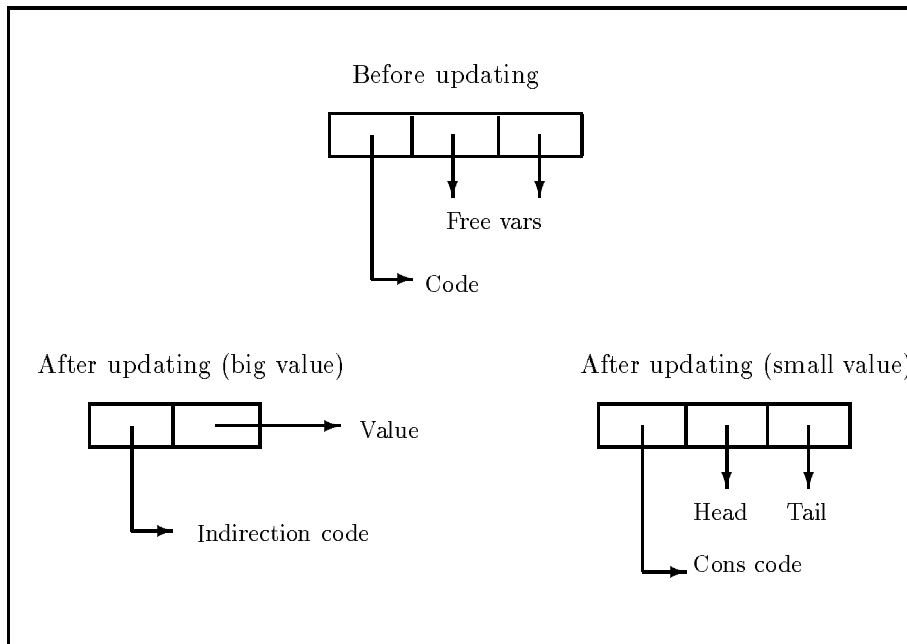 Before updating
Free vars
Code
After updating (big value)
After updating (small value)
Value
Head Tail
Indirection code
Cons code